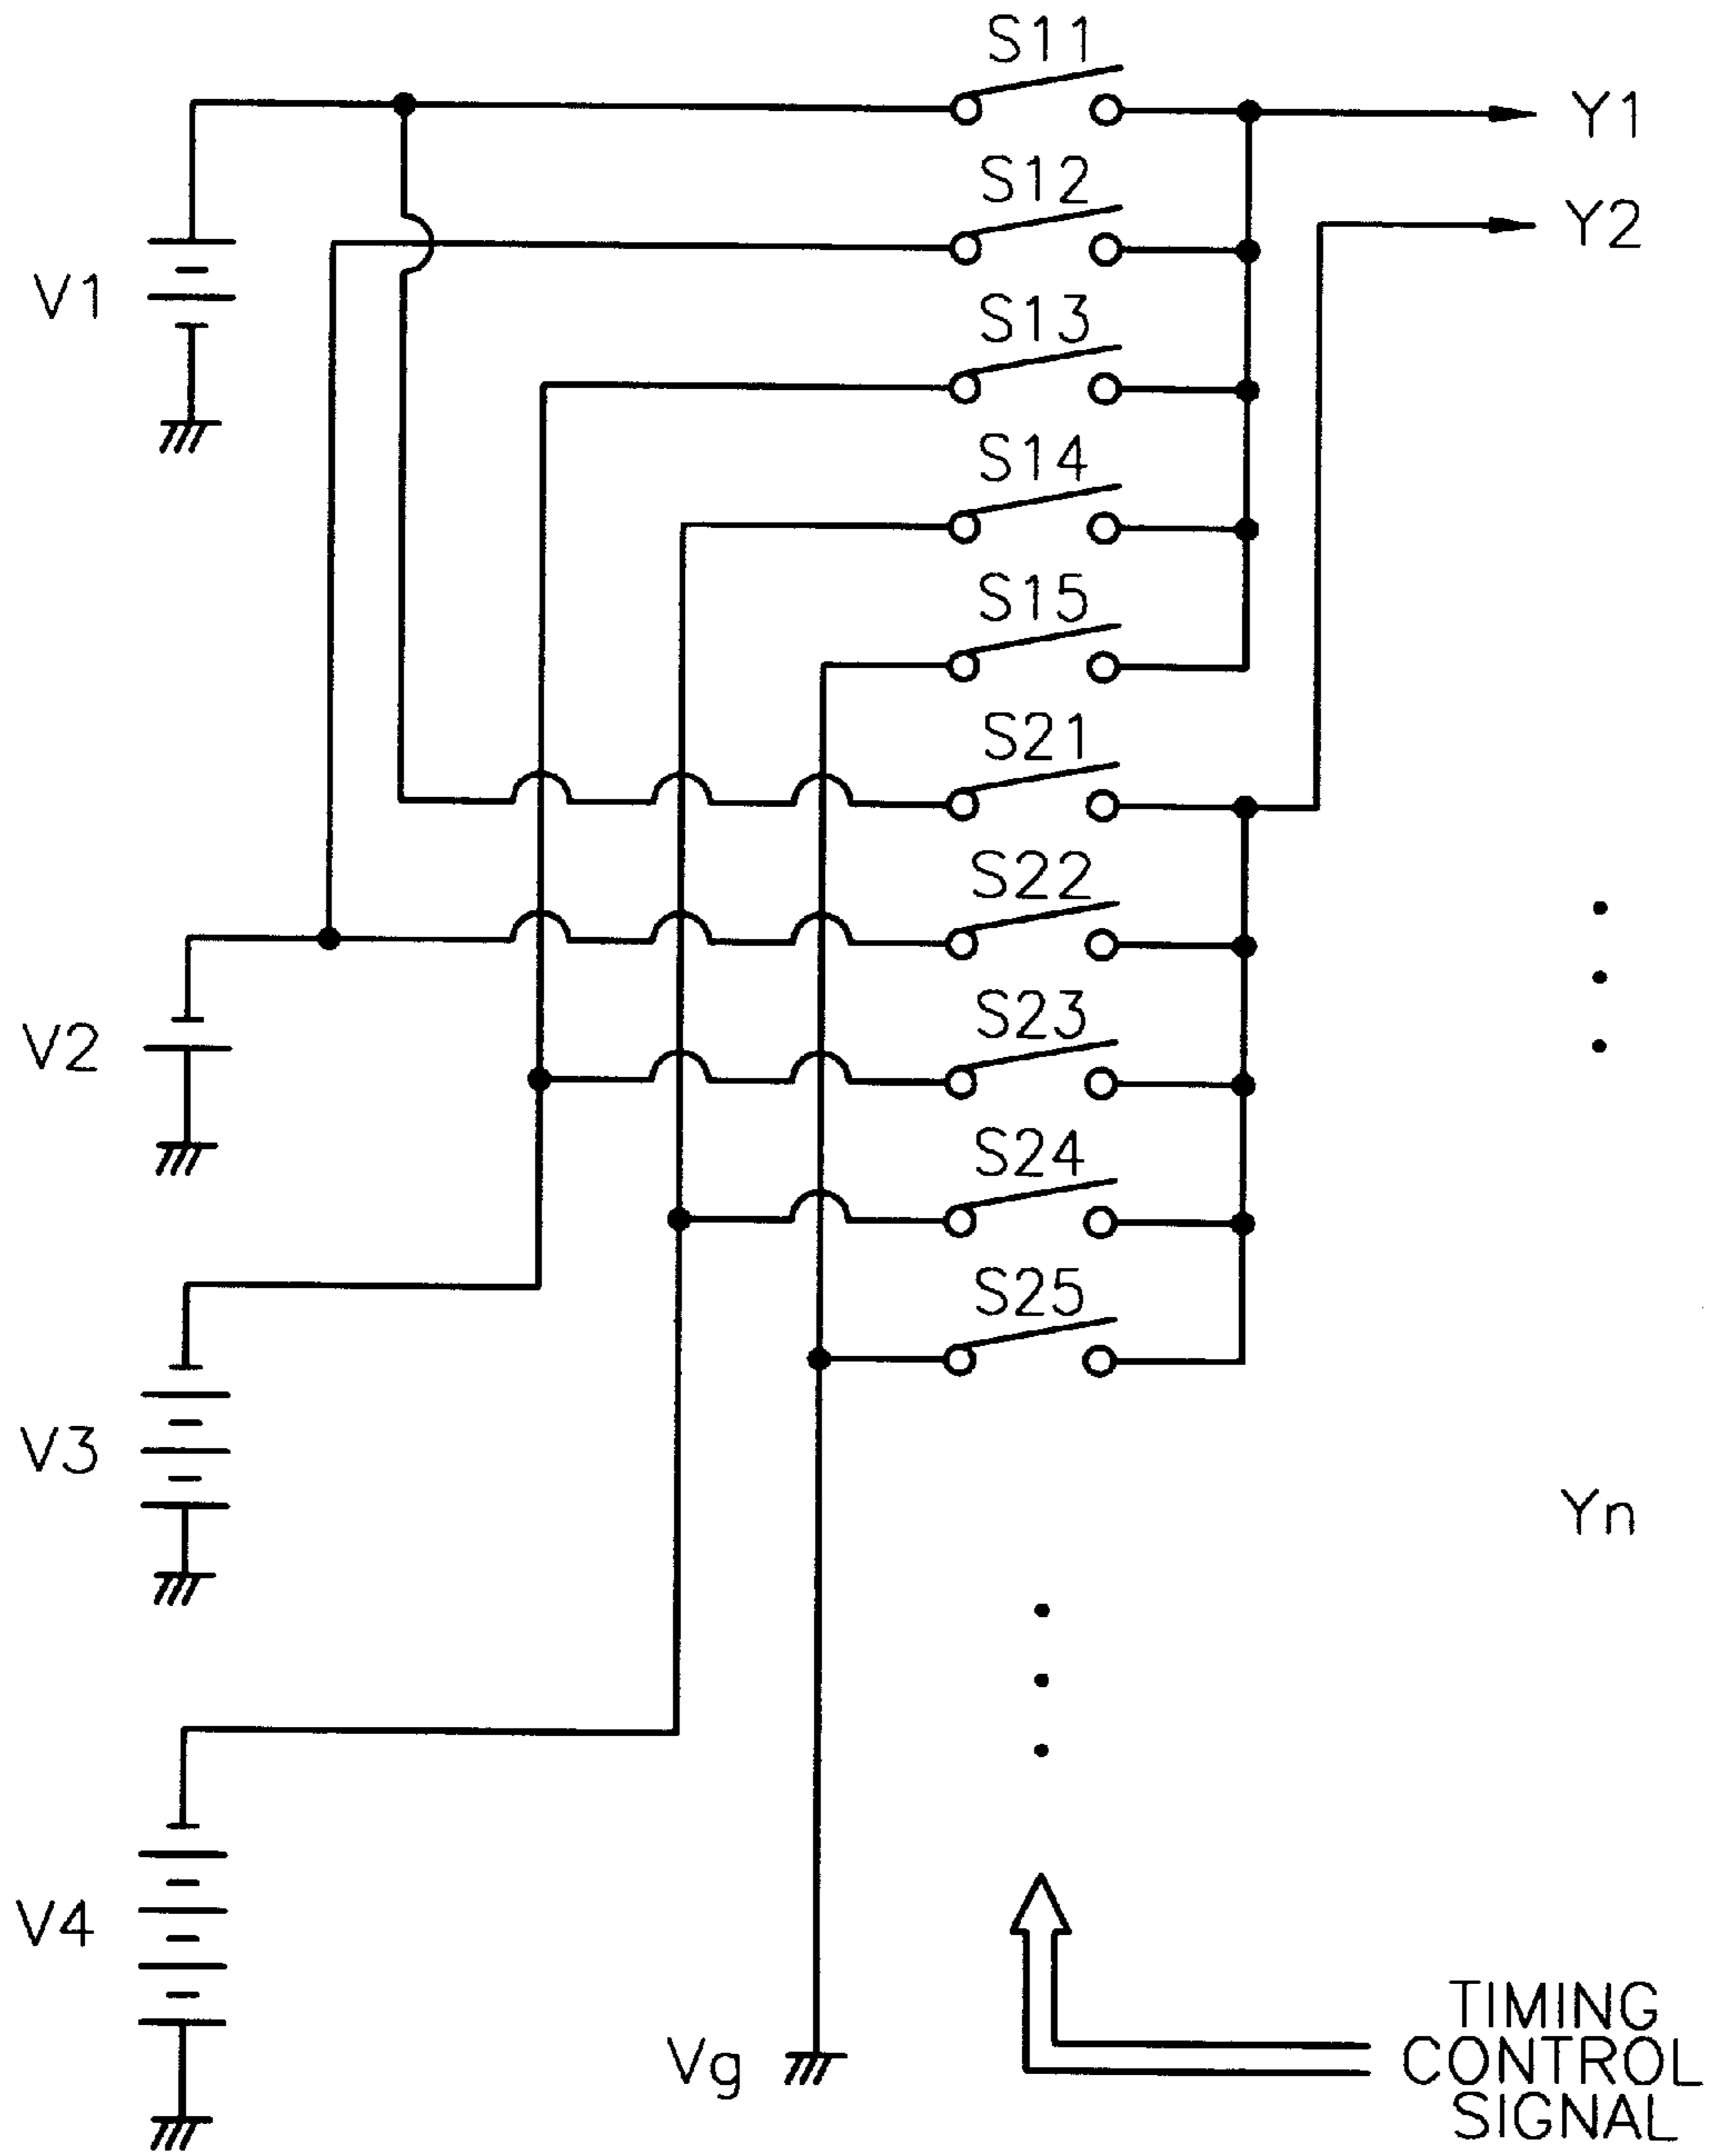 S11
Y1
S12
Y2
V1
S13
S14
S15
S21
S22
S23
V2
S24
S25
V3
Yn
V4
Vg
TIMING
CONTROL
SIGNAL